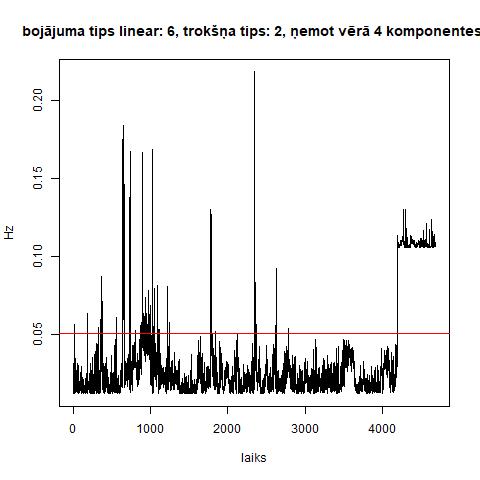 bojājuma tips linear: 6, trokšņa tips: 2, ņemot vērā 4 komponentes
0.20
0.15
0.10
0.05
Hz
0 1000 2000 3000 4000
laiks